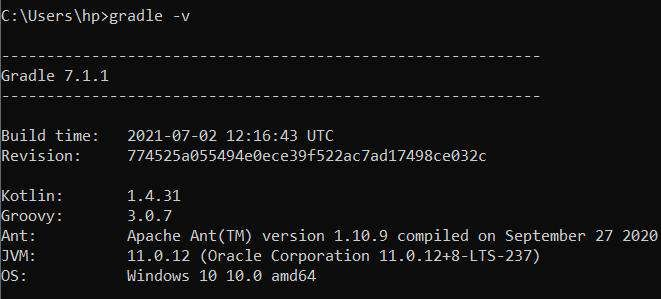 C:\Users\hp>gradle -v
------------------------------------------------------------
Gradle 7.1.1
------------------------------------------------------------
Build time:   2021-07-02 12:16:43 UTC
Revision:     774525a055494e0ece39f522ac7ad17498ce032c
Kotlin:       1.4.31
Groovy:       3.0.7
Ant:          Apache Ant(TM) version 1.10.9 compiled on September 27 2020
JVM:          11.0.12 (Oracle Corporation 11.0.12+8-LTS-237)
OS:           Windows 10 10.0 amd64